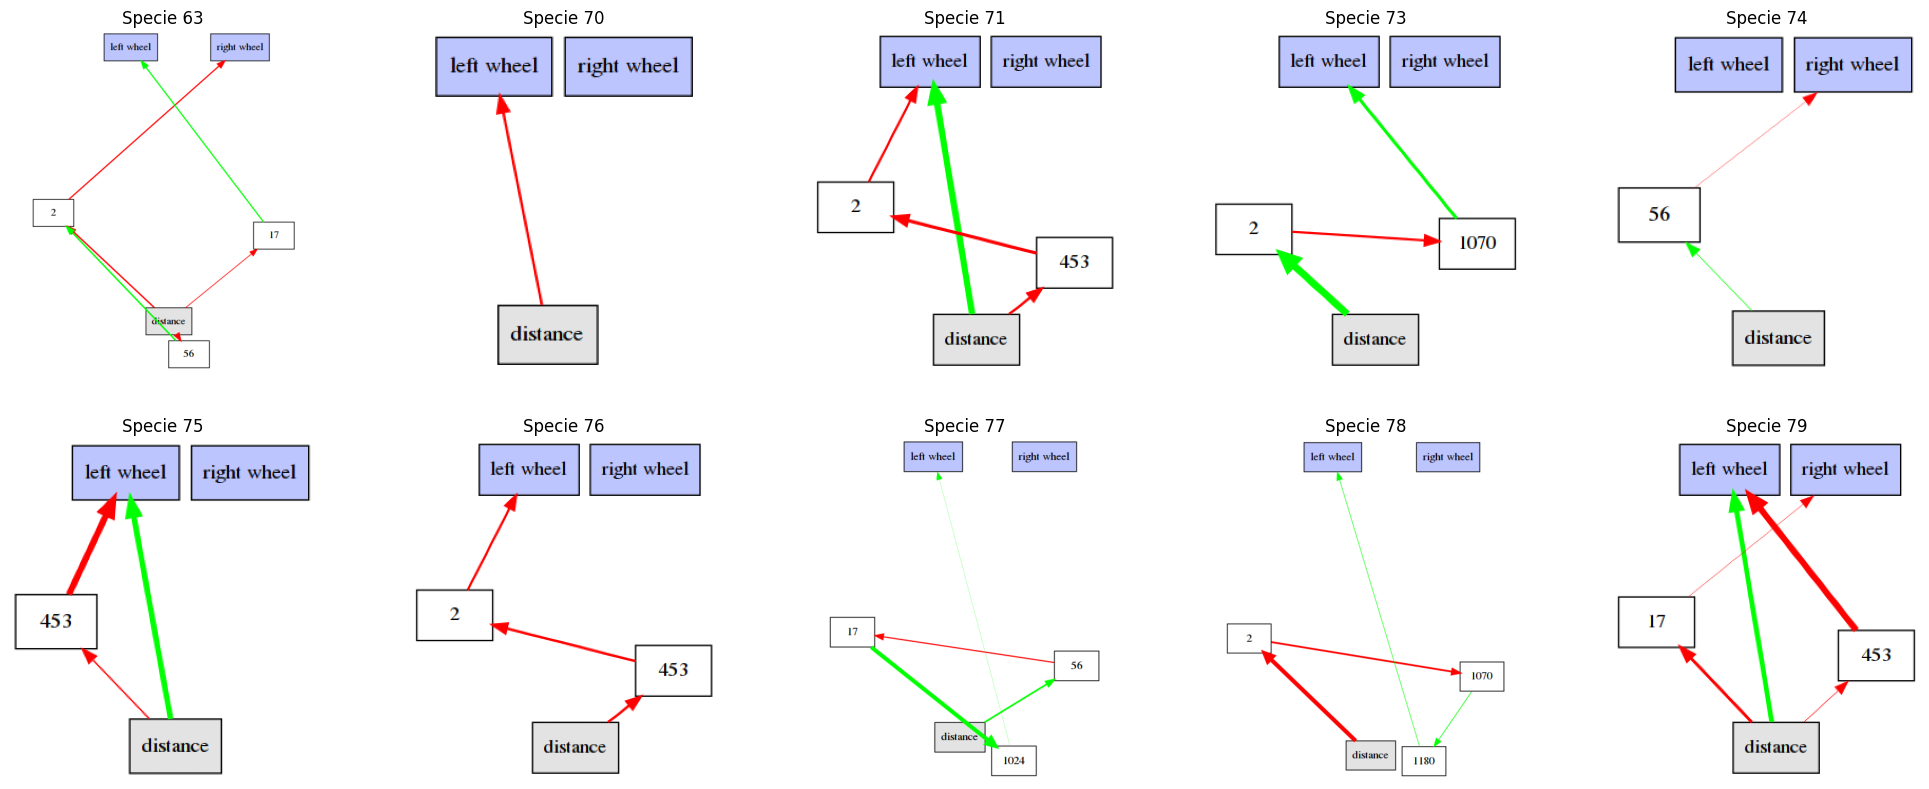 Specie 63
left wheel
right wheel
2
17
distance
56
Specie 70
left wheel
right wheel
distance
Specie 71
left wheel
right wheel
2
453
distance
Specie 73
left wheel
right wheel
2
1070
distance
Specie 74
left wheel
right wheel
56
distance
Specie 75
left wheel
right wheel
453
distance
Specie 76
left wheel
right wheel
2
453
distance
Specie 77
left wheel
right wheel
17
56
distance
1024
Specie 78
left wheel
right wheel
2
1070
distance
1180
Specie 79
left wheel
right wheel
17
453
distance